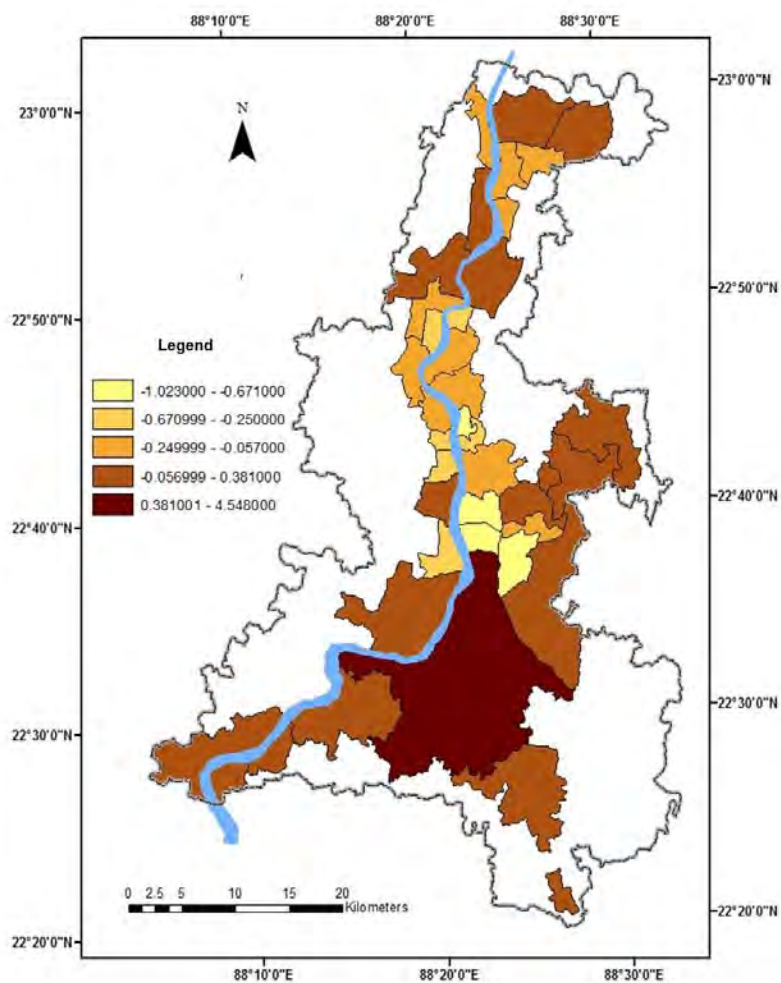 88°10'0"E 88°20'0"E 88°30'0"E
23°0'0"N
23°0'0"N
N
22°50'0"N
22°50'0"N
Legend
-1.023000 - -0.671000
-0.670999 - -0.250000
-0.249999 - -0.057000
-0.056999 - 0.381000
0.381001 - 4.548000
22°40'0"N
22°40'0"N
22°30'0"N
22°30'0"N
0 2.5 5 10 15 20
Kilometers
22°20'0"N
22°20'0"N
88°10'0"E 88°20'0"E 88°30'0"E